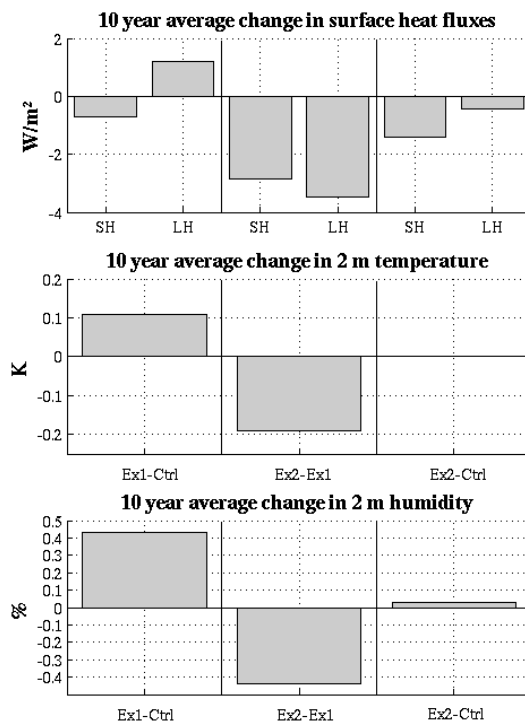 10 year average change in surface heat fluxes
2
0
-2
-4
W/m²
SH LH SH LH SH LH
10 year average change in 2 m temperature
0.2
0.1
0
-0.1
-0.2
K
Ex1-Ctrl Ex2-Ex1 Ex2-Ctrl
10 year average change in 2 m humidity
0.5
0.4
0.3
0.2
0.1
0
-0.1
-0.2
-0.3
-0.4
%
Ex1-Ctrl Ex2-Ex1 Ex2-Ctrl